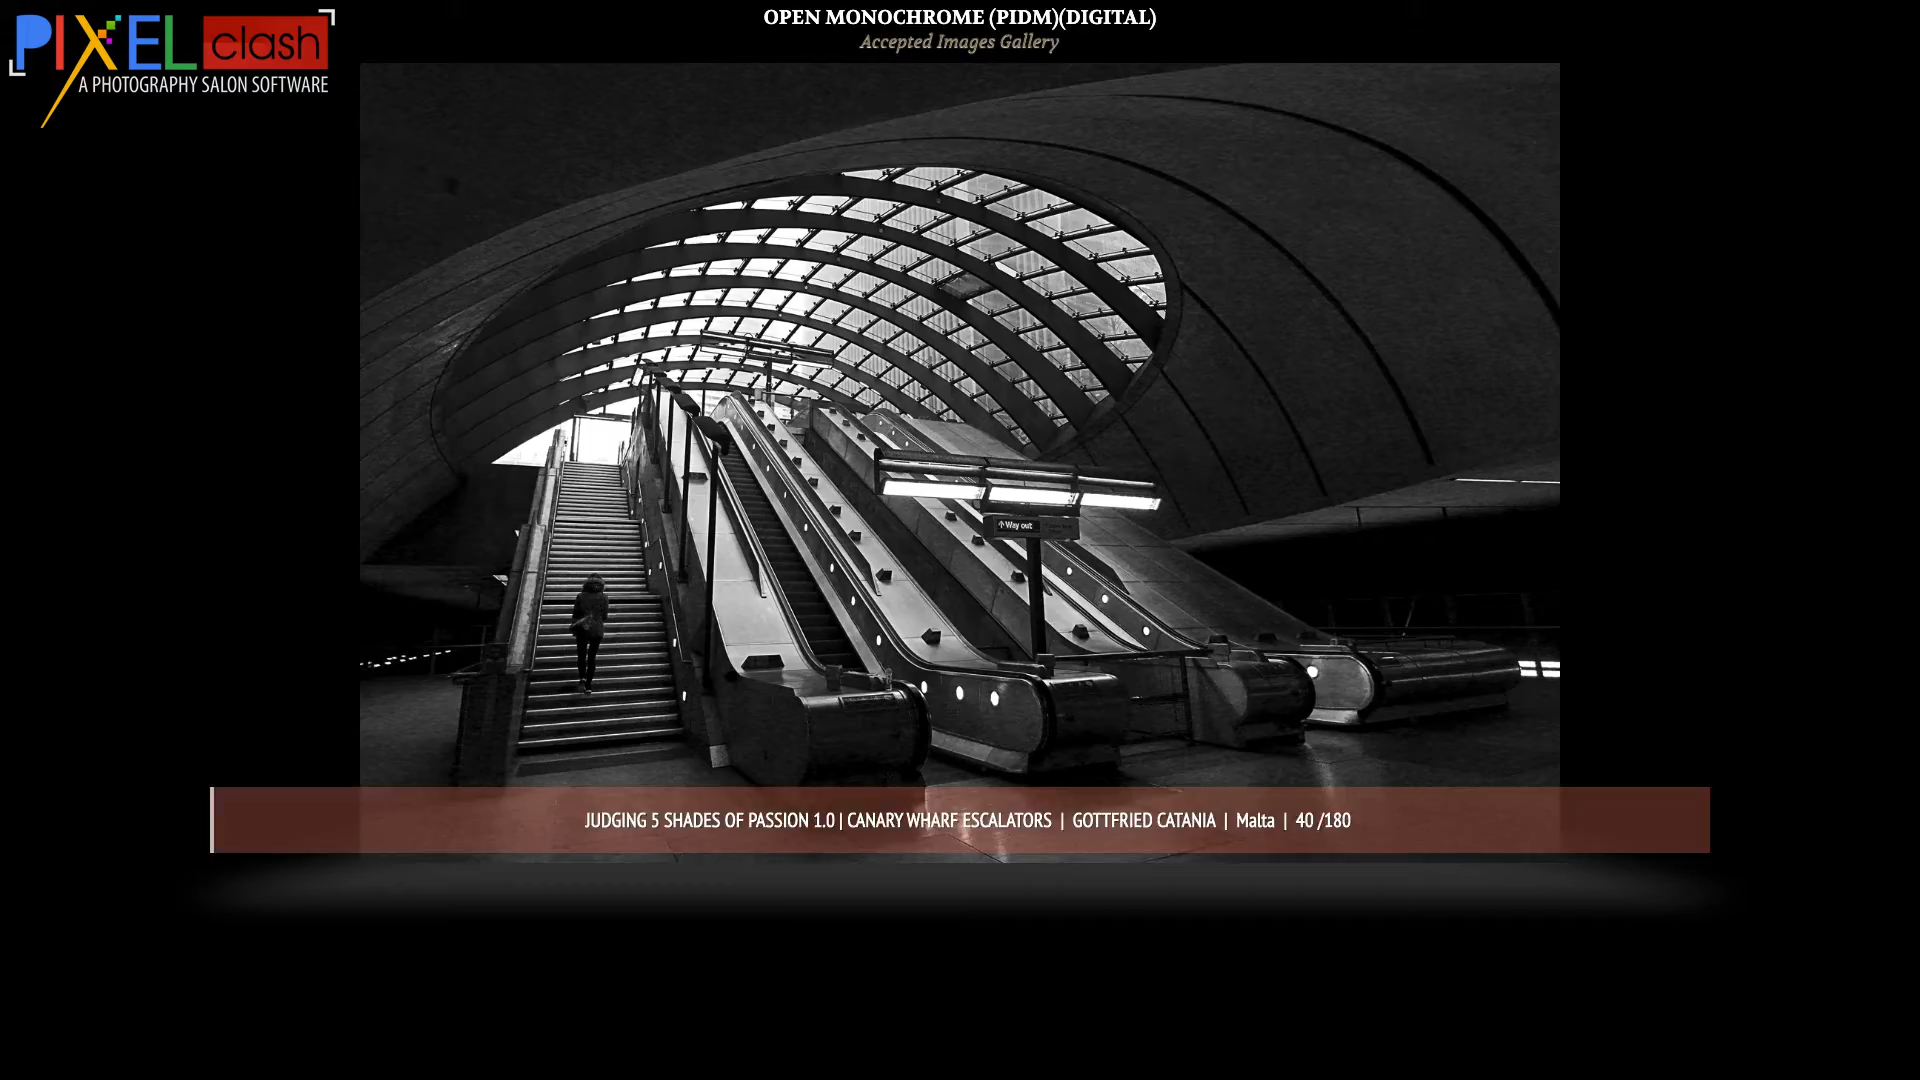 OPEN MONOCHROME (PIDM)(DIGITAL)
Accepted Images Gallery
PIXEL clash
A PHOTOGRAPHY SALON SOFTWARE
Way out
JUDGING 5 SHADES OF PASSION 1.0 | CANARY WHARF ESCALATORS | GOTTFRIED CATANIA | Malta | 40 /180